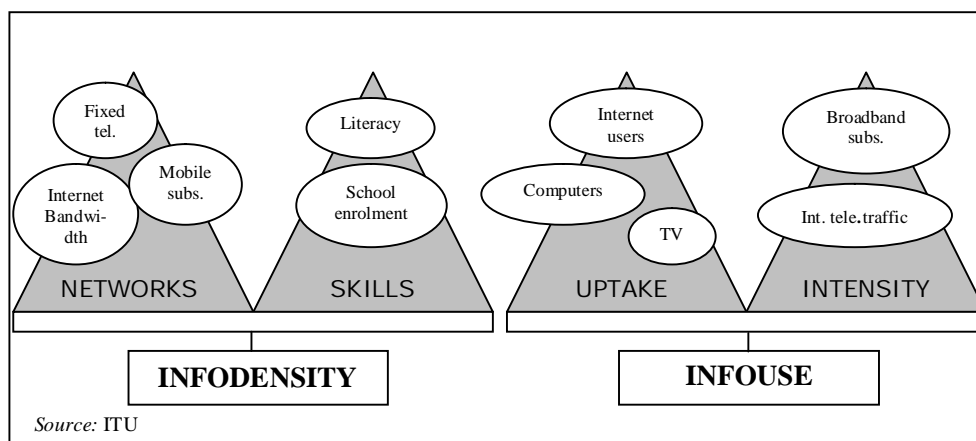 Fixed
tel.
Mobile
subs.
Internet
Bandwi-
dth
NETWORKS
Literacy
School
enrolment
SKILLS
Internet
users
Computers
TV
UPTAKE
Broadband
subs.
Int. tele.traffic
INTENSITY
INFODENSITY
INFOUSE
Source: ITU